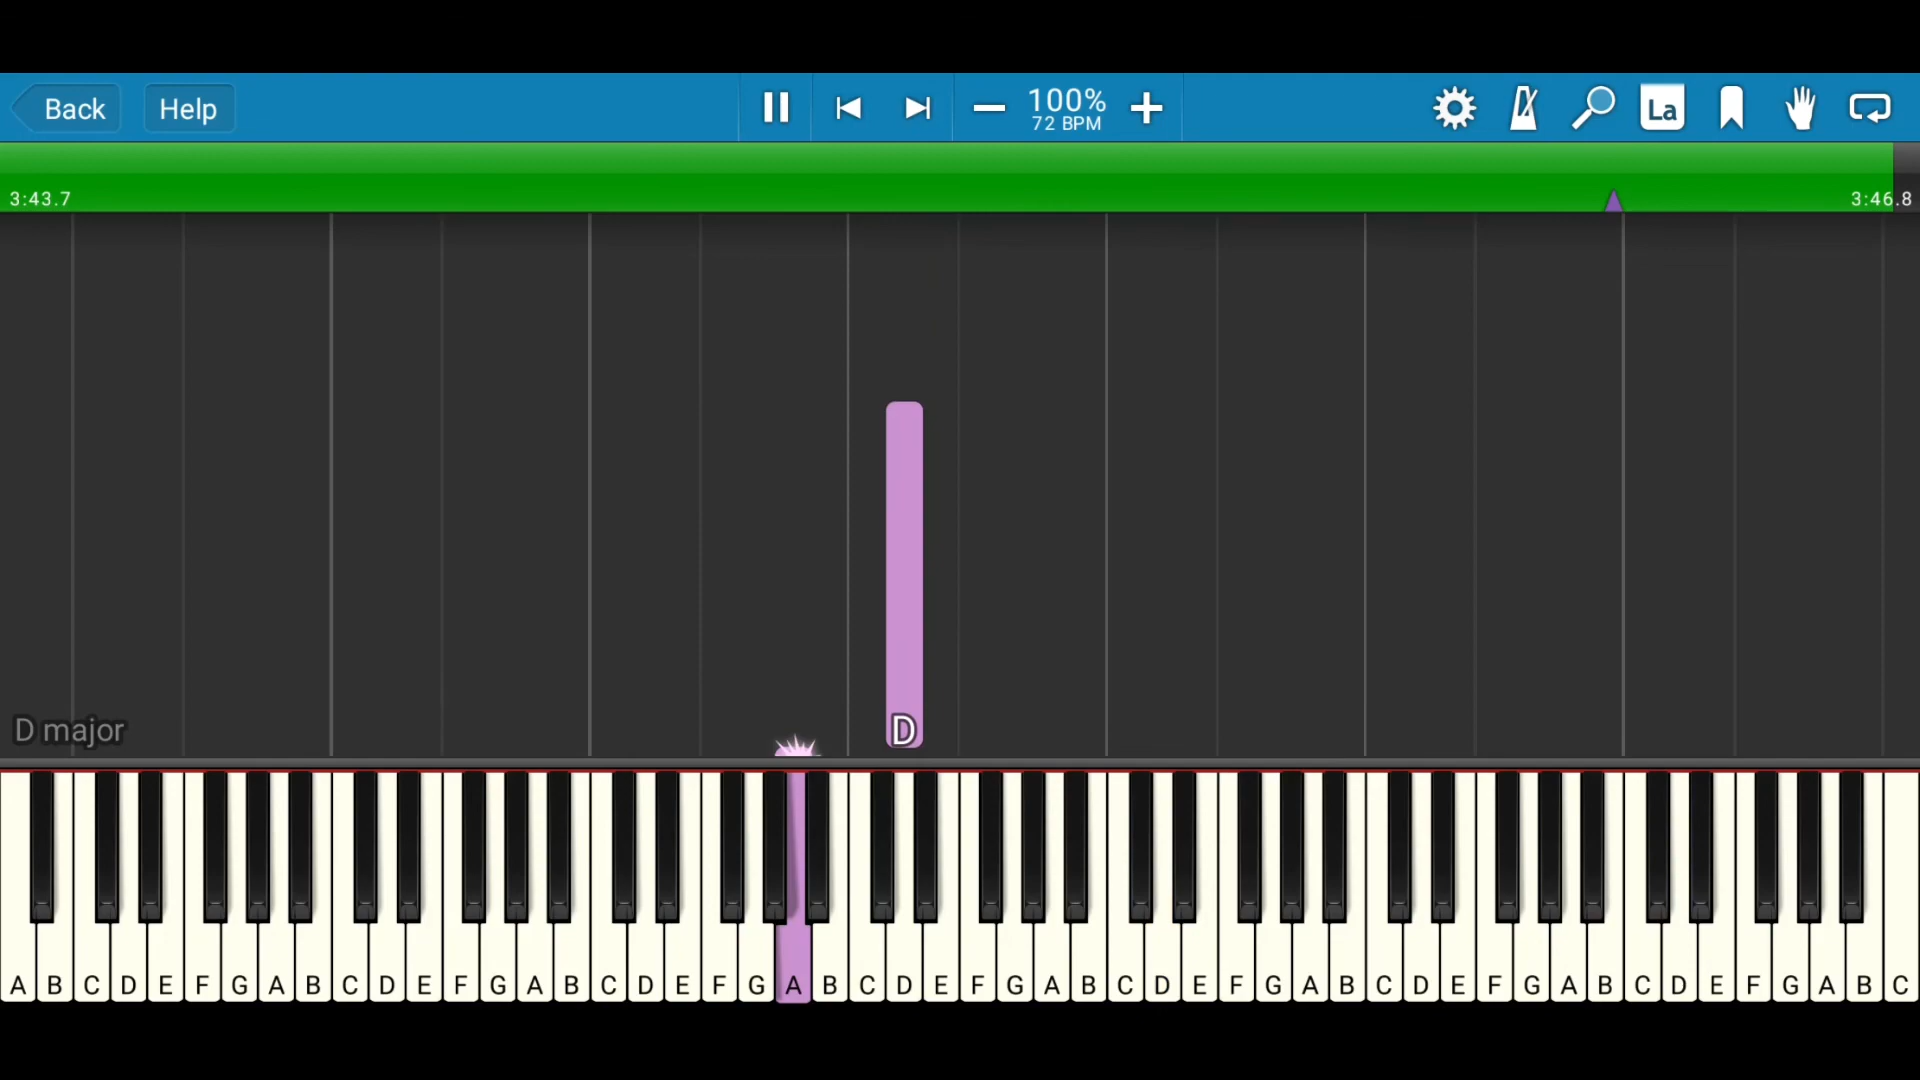 Back Help 100% La
72 BPM
3:43.7 3:46.8
D
D major
A B C D E F G A B C D E F G A B C D E F G A B C D E F G A B C D E F G A B C D E F G A B C D E F G A B C